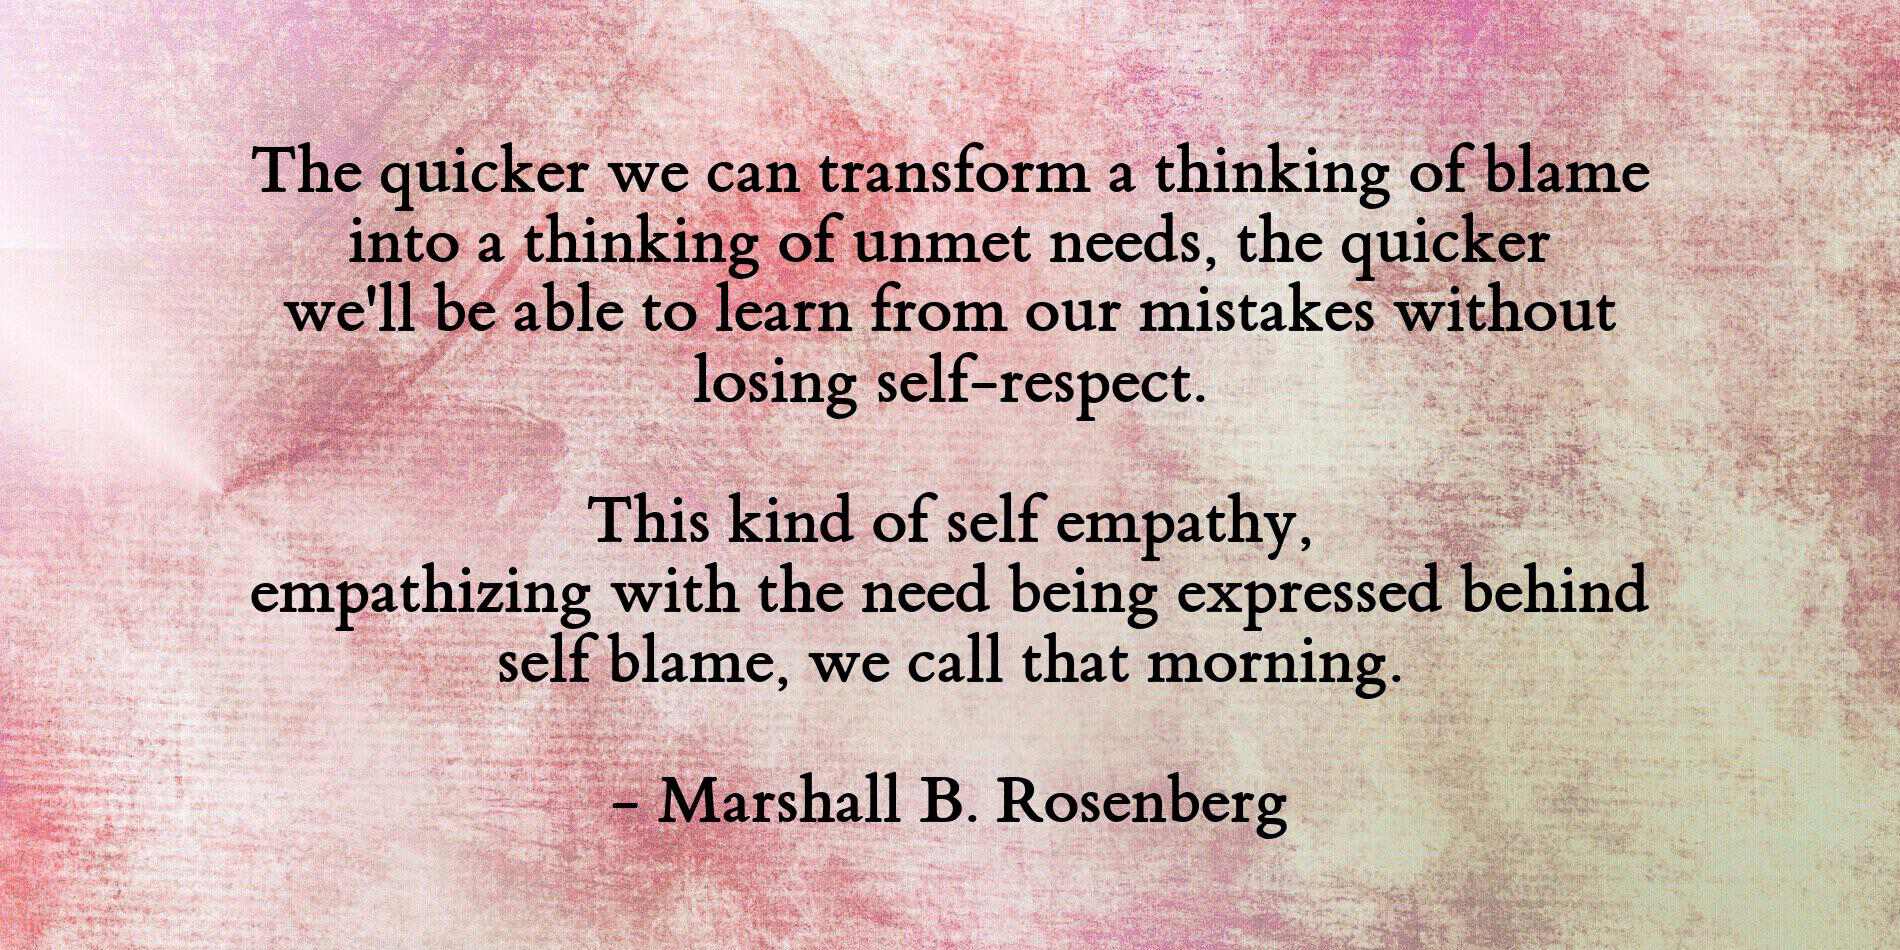 The quicker we can transform a thinking of blame
into a thinking of unmet needs, the quicker
we'll be able to learn from our mistakes without
losing self-respect.
This kind of self empathy,
empathizing with the need being expressed behind
self blame, we call that morning.
- Marshall B. Rosenberg